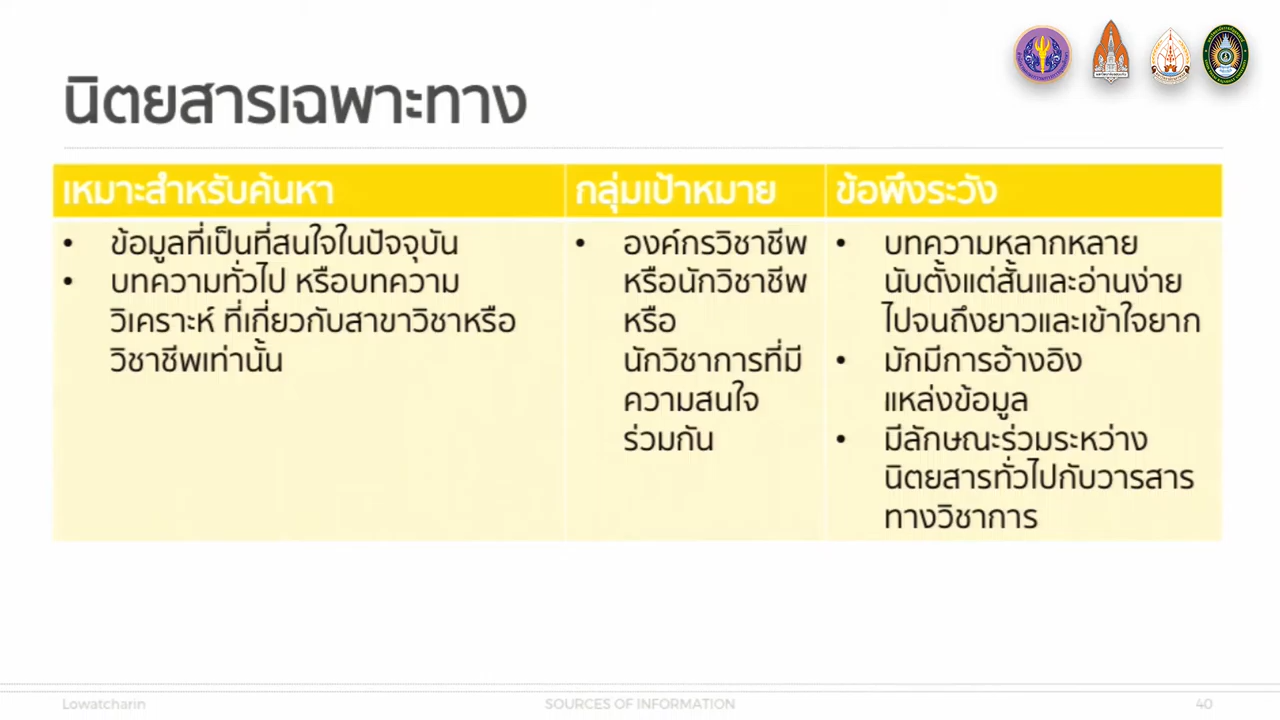 นิตยสารเฉพาะทาง
เหมาะสำหรับค้นหา
กลุ่มเป้าหมาย
ข้อพึงระวัง
• ข้อมูลที่เป็นที่สนใจในปัจจุบัน
• บทความทั่วไป หรือบทความ
วิเคราะห์ ที่เกี่ยวกับสาขาวิชาหรือ
วิชาชีพเท่านั้น
• องค์กรวิชาชีพ
หรือนักวิชาชีพ
หรือ
นักวิชาการที่มี
ความสนใจ
ร่วมกัน
• บทความหลากหลาย
นับตั้งแต่สั้นและอ่านง่าย
ไปจนถึงยาวและเข้าใจยาก
• มักมีการอ้างอิง
แหล่งข้อมูล
• มีลักษณะร่วมระหว่าง
นิตยสารทั่วไปกับวารสาร
ทางวิชาการ
Lowatcharin
SOURCES OF INFORMATION
40